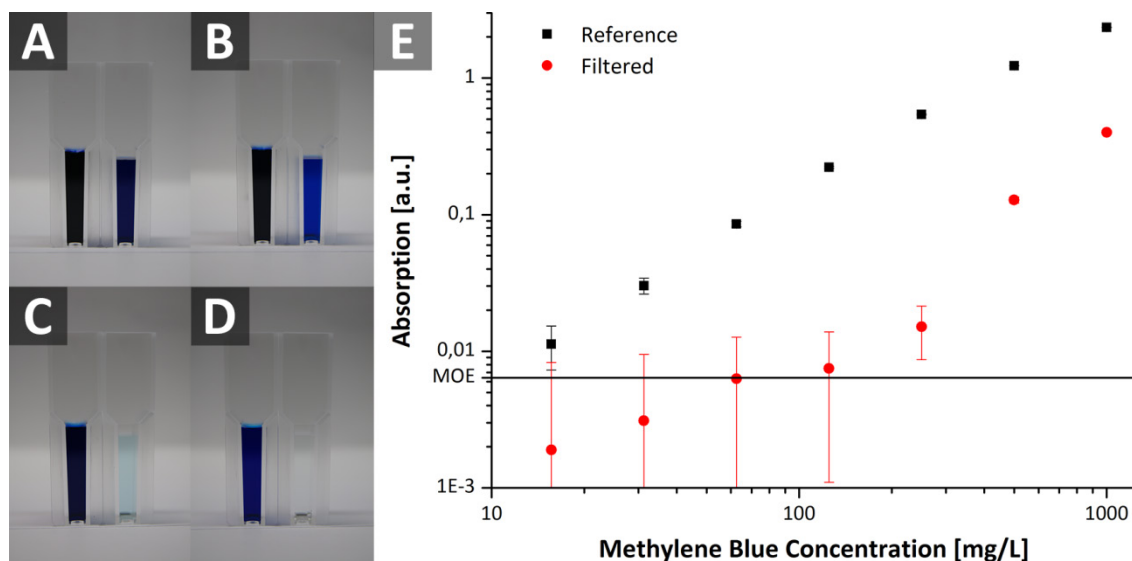 A
B
C
D
E
Reference
Filtered
Absorption [a.u.]
1
0,1
0,01
MOE
1E-3
10
100
1000
Methylene Blue Concentration [mg/L]